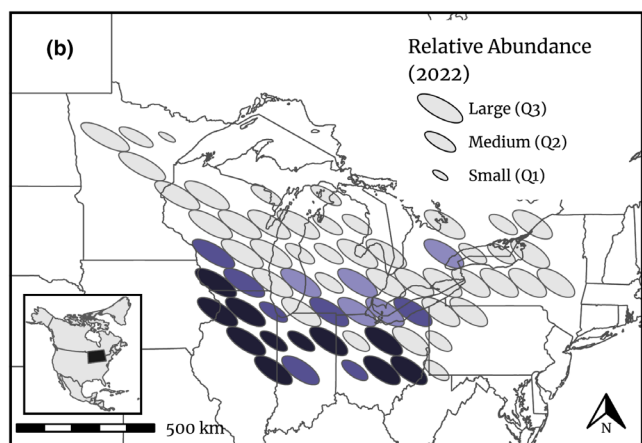 (b)
Relative Abundance
(2022)
Large (Q3)
Medium (Q2)
Small (Q1)
500 km